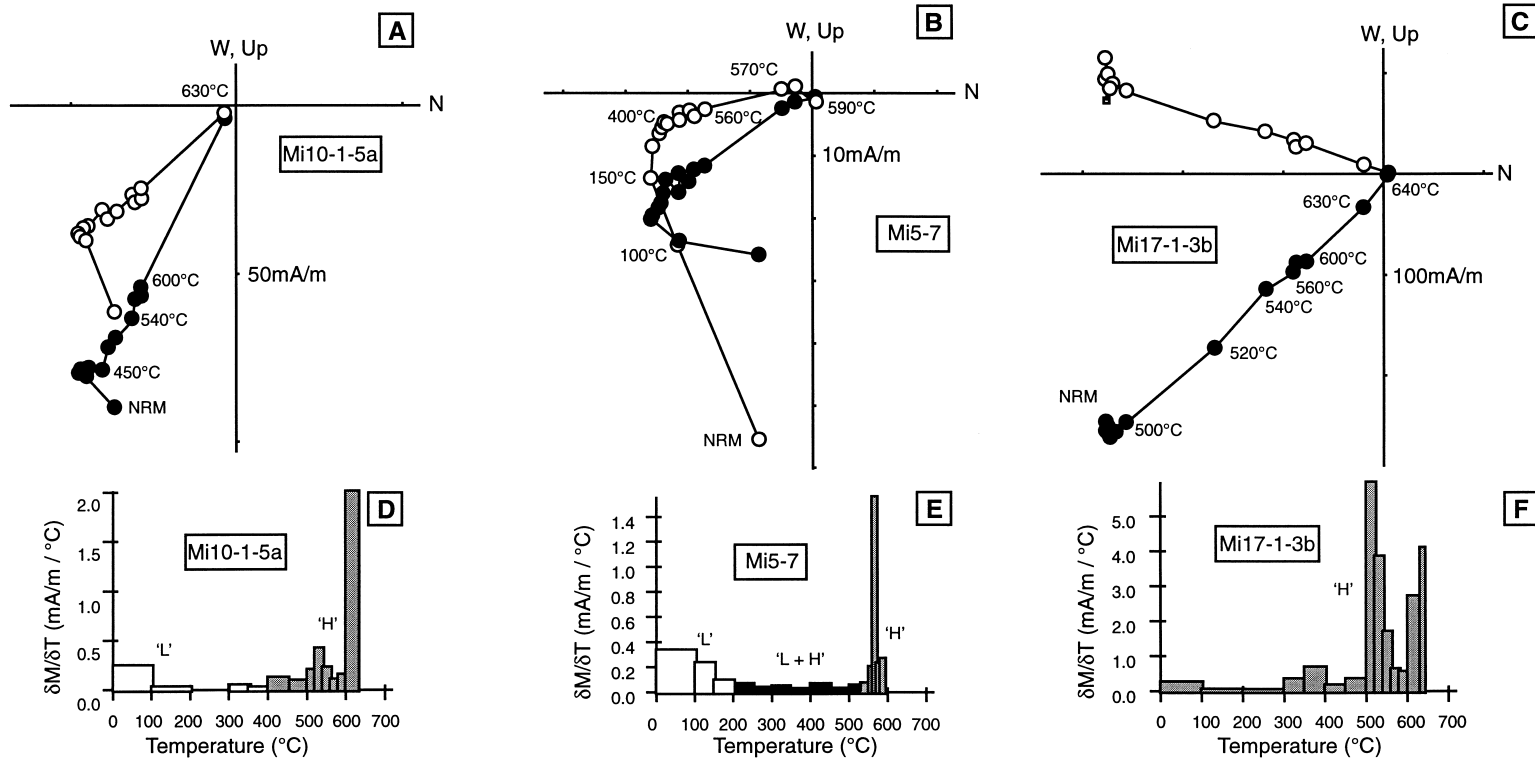 A
W, Up
630°C
N
Mi10-1-5a
600°C
50mA/m
540°C
450°C
NRM
B
W, Up
570°C
N
400°C
560°C
590°C
10mA/m
150°C
Mi5-7
100°C
NRM
C
W, Up
N
640°C
630°C
Mi17-1-3b
600°C
100mA/m
560°C
540°C
520°C
NRM
500°C
D
δM/δT (mA/m / °C)
2.0
1.5
1.0
0.5
0.0
Mi10-1-5a
'L'
'H'
0 100 200 300 400 500 600 700
Temperature (°C)
E
δM/δT (mA/m / °C)
1.4
1.2
1.0
0.8
0.6
0.4
0.2
0.0
Mi5-7
'L'
'L + H'
'H'
0 100 200 300 400 500 600 700
Temperature (°C)
F
δM/δT (mA/m / °C)
5.0
4.0
3.0
2.0
1.0
0.0
Mi17-1-3b
'H'
0 100 200 300 400 500 600 700
Temperature (°C)